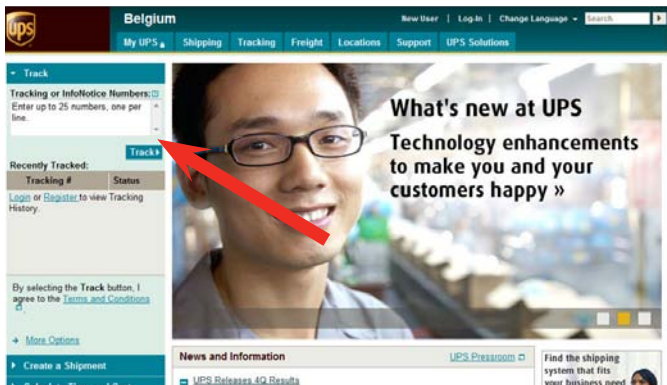 ups
Belgium
New User | Log-In | Change Language Search
My UPS Shipping Tracking Freight Locations Support UPS Solutions
Track
Tracking or InfoNotice Numbers:
Enter up to 25 numbers, one per
line.
Track
Recently Tracked:
Tracking # Status
Login or Register to view Tracking
History.
By selecting the Track button, I
agree to the Terms and Conditions
More Options
Create a Shipment
What's new at UPS
Technology enhancements
to make you and your
customers happy »
News and Information UPS Pressroom
UPS Releases 4Q Results
Find the shipping
system that fits
your business need